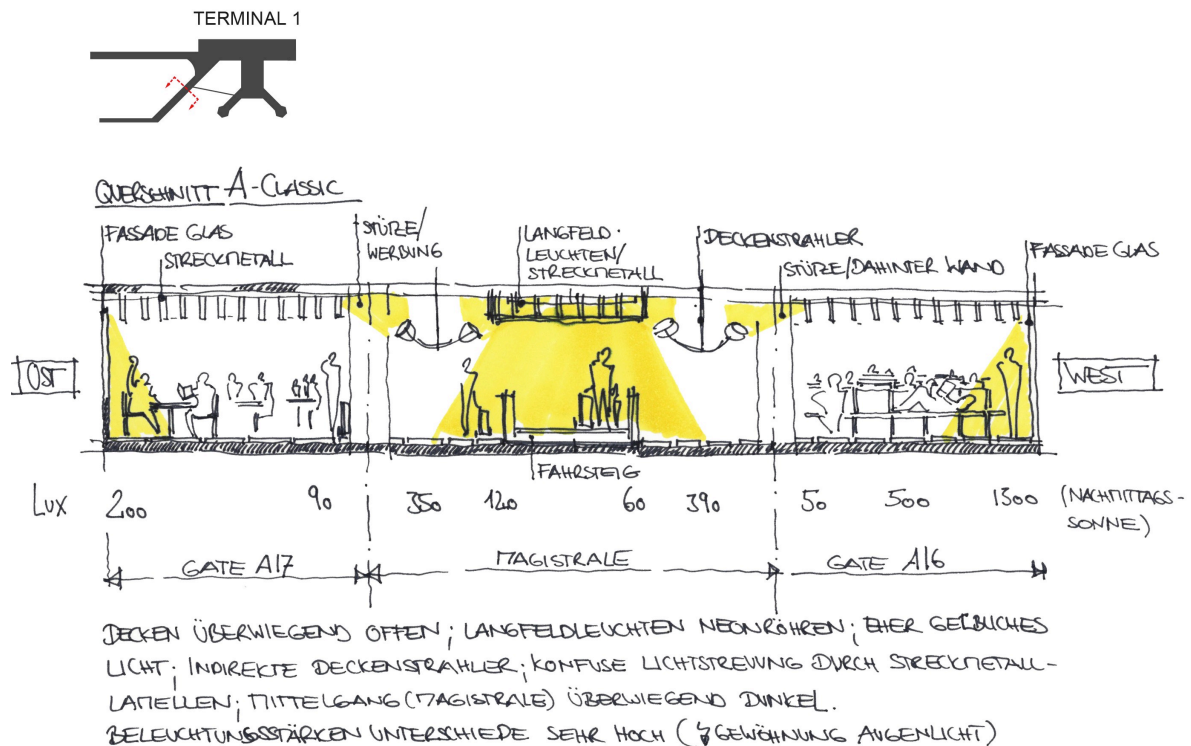 TERMINAL 1
QUERSCHNITT A-CLASSIC
FASSADE GLAS
STRECKMETALL
STÜTZE/
WERBUNG
LANGFELD-
LEUCHTEN/
STRECKMETALL
DECKENSTRAHLER
STÜTZE/DAHINTER WAND
FASSADE GLAS
OST
WEST
FAHRSTEIG
LUX 200 90 350 120 60 390 50 500 1300 (NACHMITTAGS-
SONNE)
GATE A17 MAGISTRALE GATE A16
DECKEN ÜBERWIEGEND OFFEN; LANGFELDLEUCHTEN NEONRÖHREN; EHER GELBLICHES
LICHT; INDIREKTE DECKENSTRAHLER; KONFUSE LICHTSTREUUNG DURCH STRECKMETALL-
LAMELLEN; MITTELGANG (MAGISTRALE) ÜBERWIEGEND DUNKEL.
BELEUCHTUNGSSTÄRKEN UNTERSCHIEDE SEHR HOCH (↯ GEWÖHNUNG AUGENLICHT)